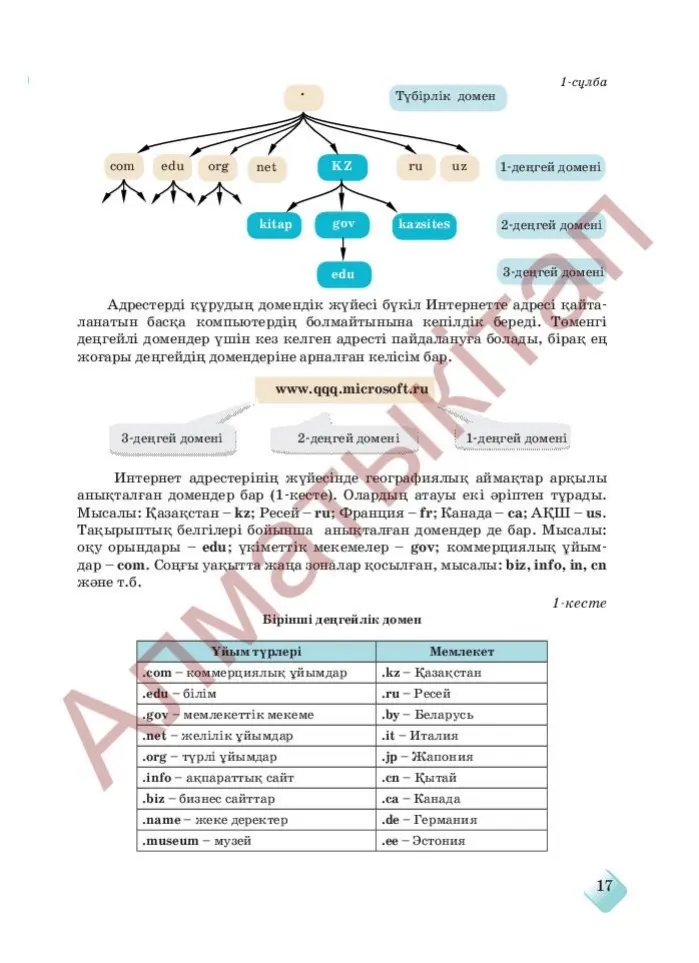 1-сұлба
.
Түбірлік домен
com edu org net KZ ru uz 1-деңгей домені
kitap gov kazsites 2-деңгей домені
edu 3-деңгей домені
Адрестерді құрудың домендік жүйесі бүкіл Интернетте адресі қайта-
ланатын басқа компьютердің болмайтынына кепілдік береді. Төменгі
деңгейлі домендер үшін кез келген адресті пайдалануға болады, бірақ ең
жоғары деңгейдің домендеріне арналған келісім бар.
www.qqq.microsoft.ru
3-деңгей домені 2-деңгей домені 1-деңгей домені
Интернет адрестерінің жүйесінде географиялық аймақтар арқылы
анықталған домендер бар (1-кесте). Олардың атауы екі әріптен тұрады.
Мысалы: Қазақстан – kz; Ресей – ru; Франция – fr; Канада – ca; АҚШ – us.
Тақырыптық белгілері бойынша анықталған домендер де бар. Мысалы:
оқу орындары – edu; үкіметтік мекемелер – gov; коммерциялық ұйым-
дар – com. Соңғы уақытта жаңа зоналар қосылған, мысалы: biz, info, in, cn
және т.б.
1-кесте
Бірінші деңгейлік домен
Ұйым түрлері Мемлекет
.com – коммерциялық ұйымдар .kz – Қазақстан
.edu – білім .ru – Ресей
.gov – мемлекеттік мекеме .by – Беларусь
.net – желілік ұйымдар .it – Италия
.org – түрлі ұйымдар .jp – Жапония
.info – ақпараттық сайт .cn – Қытай
.biz – бизнес сайттар .ca – Канада
.name – жеке деректер .de – Германия
.museum – музей .ee – Эстония
17
Алматыкітап